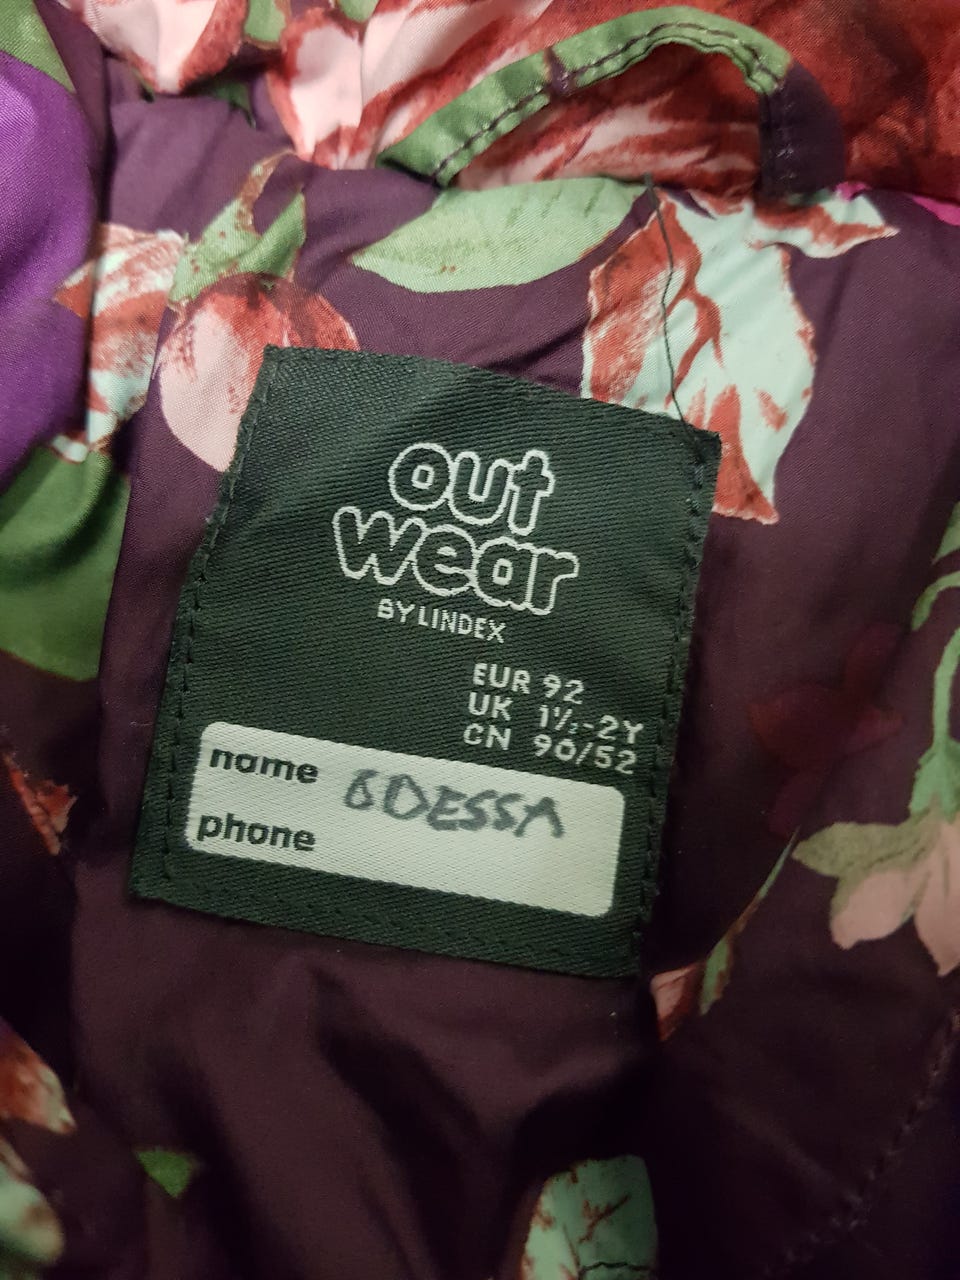 out
wear
BY LINDEX
EUR 92
UK 1½-2Y
CN 90/52
name ODESSA
phone